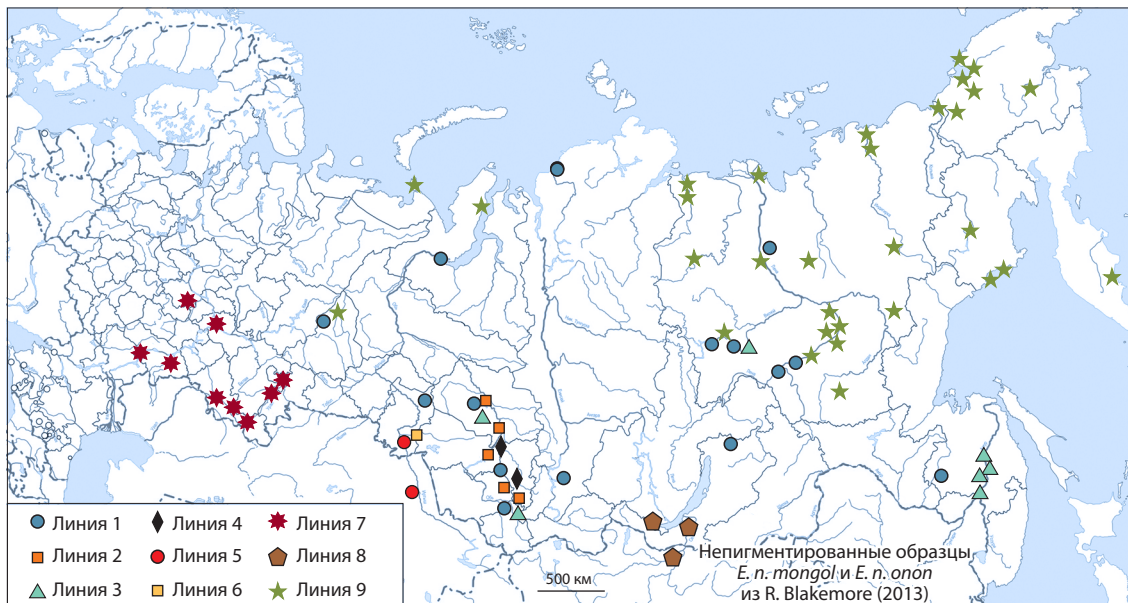 Линия 1
Линия 4
Линия 7
Линия 2
Линия 5
Линия 8
Линия 3
Линия 6
Линия 9
500 км
Непигментированные образцы
E. n. mongol и E. n. onon
из R. Blakemore (2013)